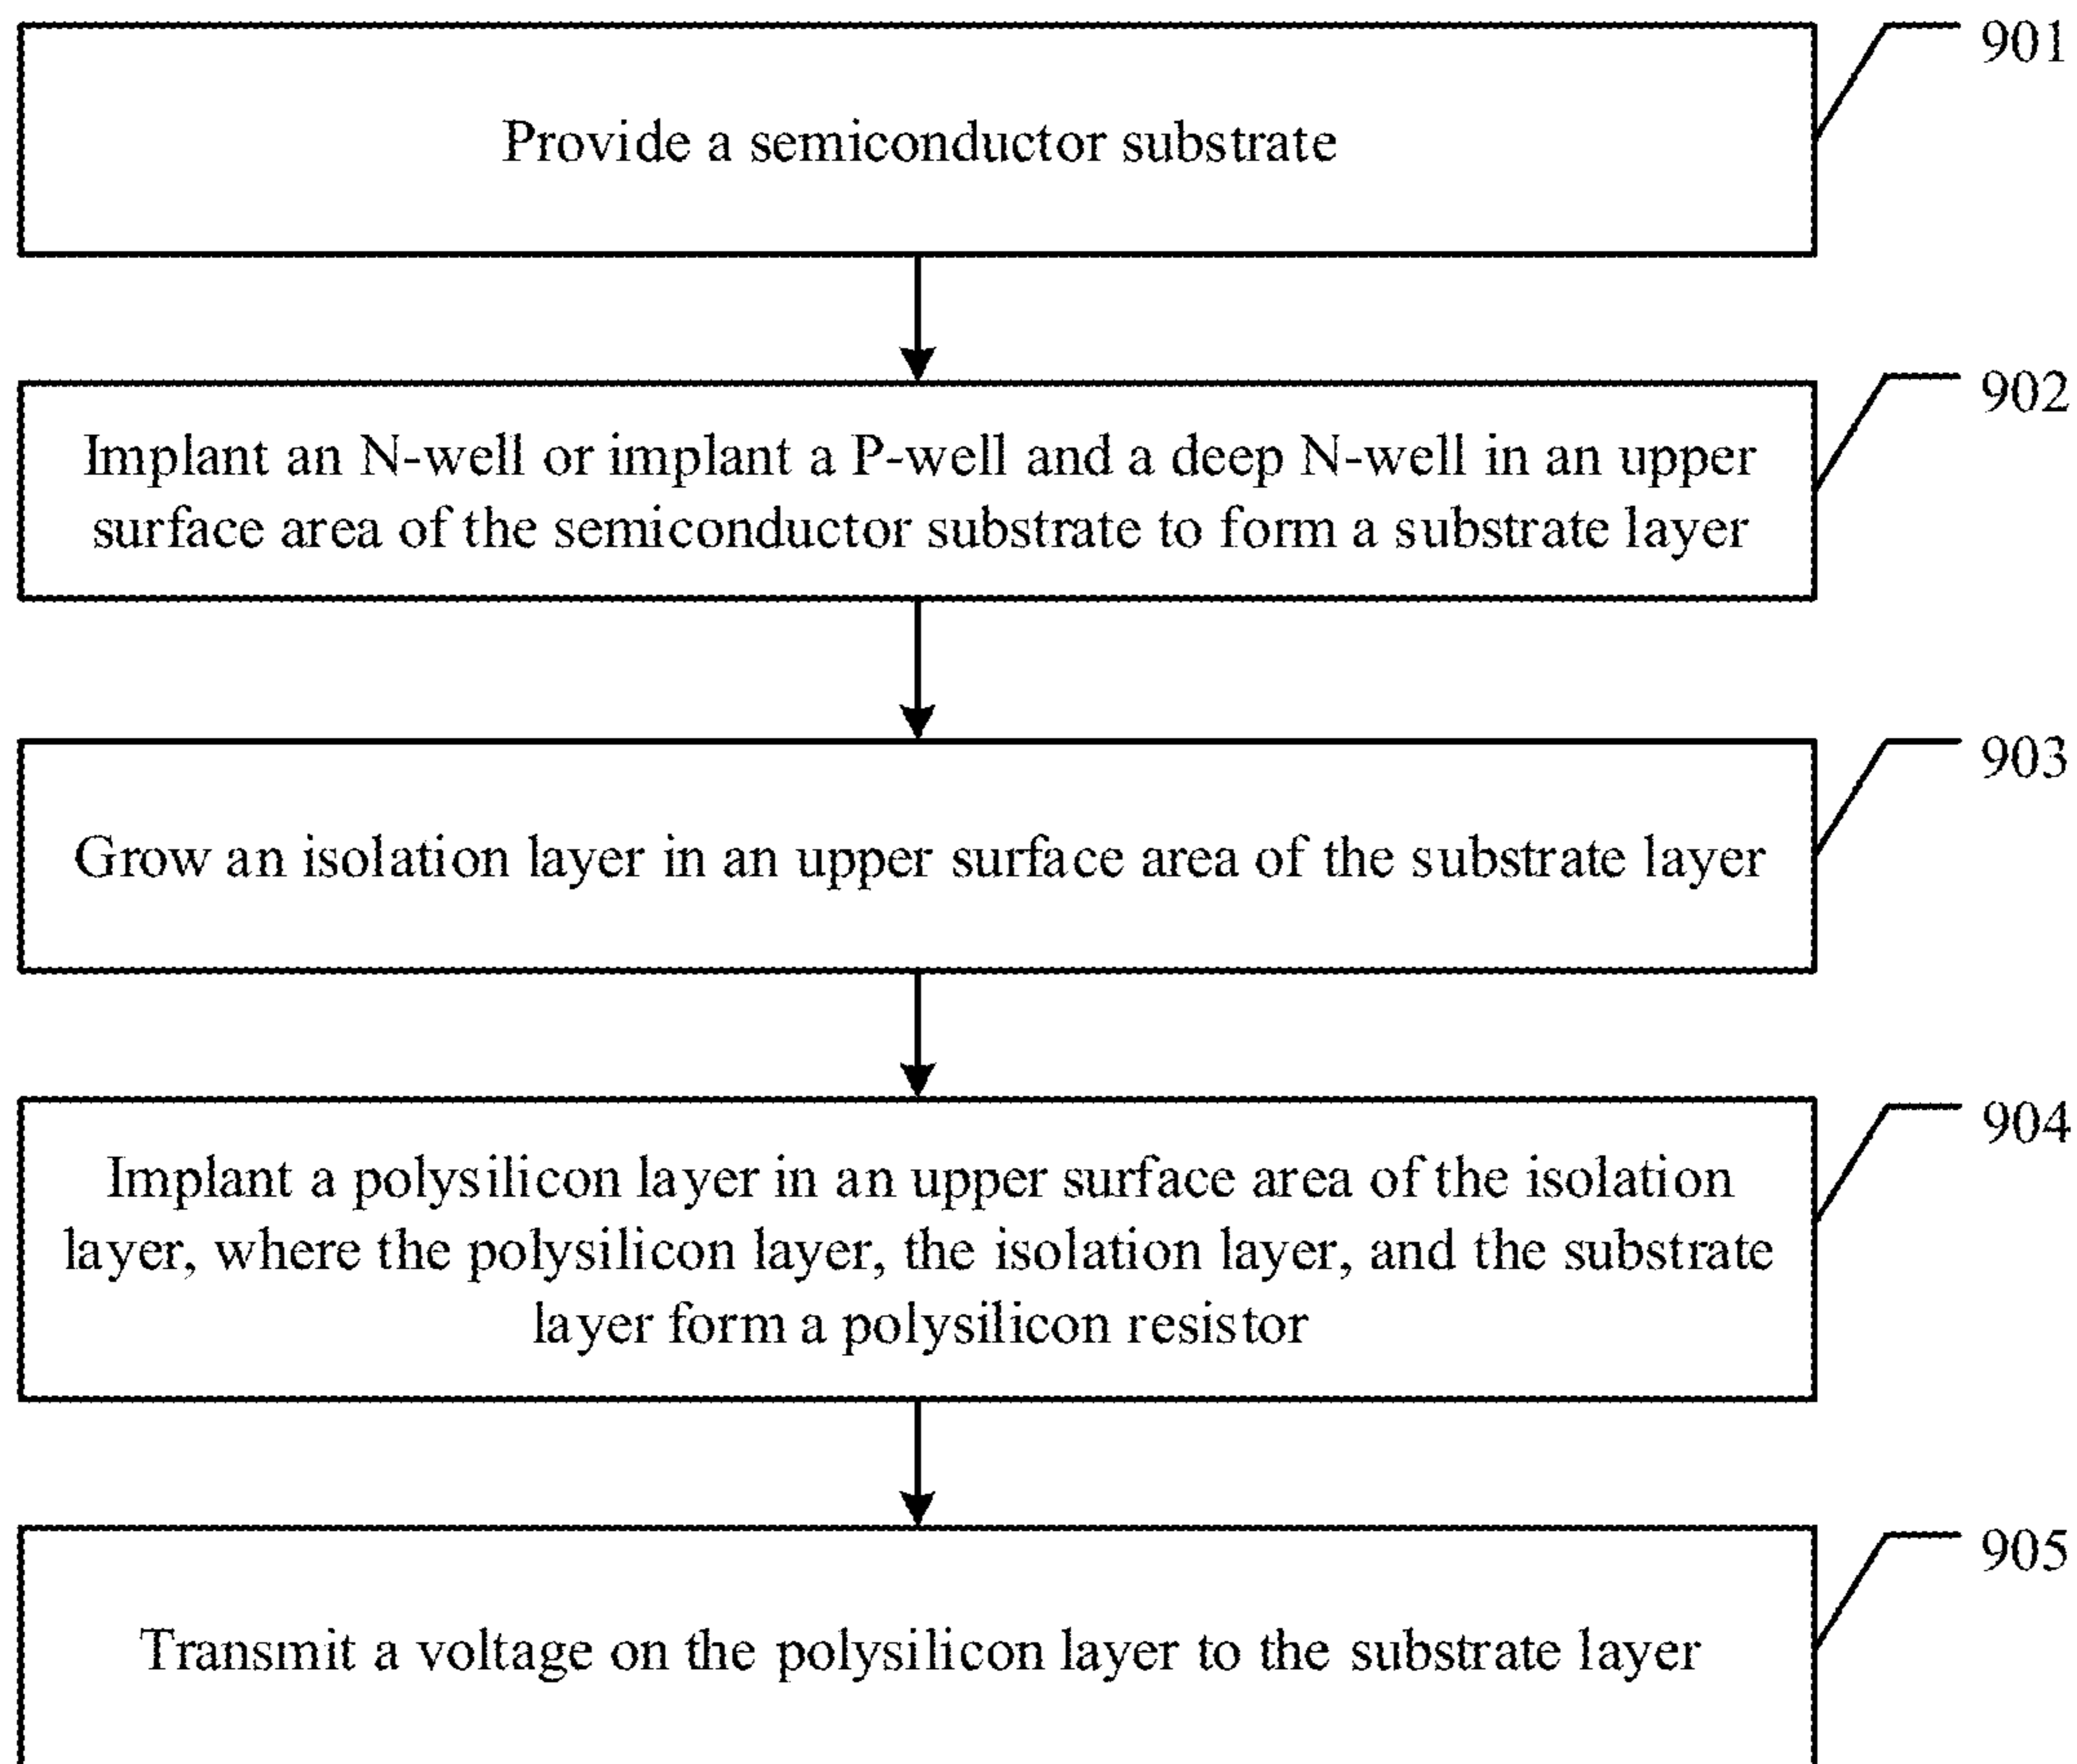 901
Provide a semiconductor substrate
902
Implant an N-well or implant a P-well and a deep N-well in an upper
surface area of the semiconductor substrate to form a substrate layer
903
Grow an isolation layer in an upper surface area of the substrate layer
904
Implant a polysilicon layer in an upper surface area of the isolation
layer, where the polysilicon layer, the isolation layer, and the substrate
layer form a polysilicon resistor
905
Transmit a voltage on the polysilicon layer to the substrate layer